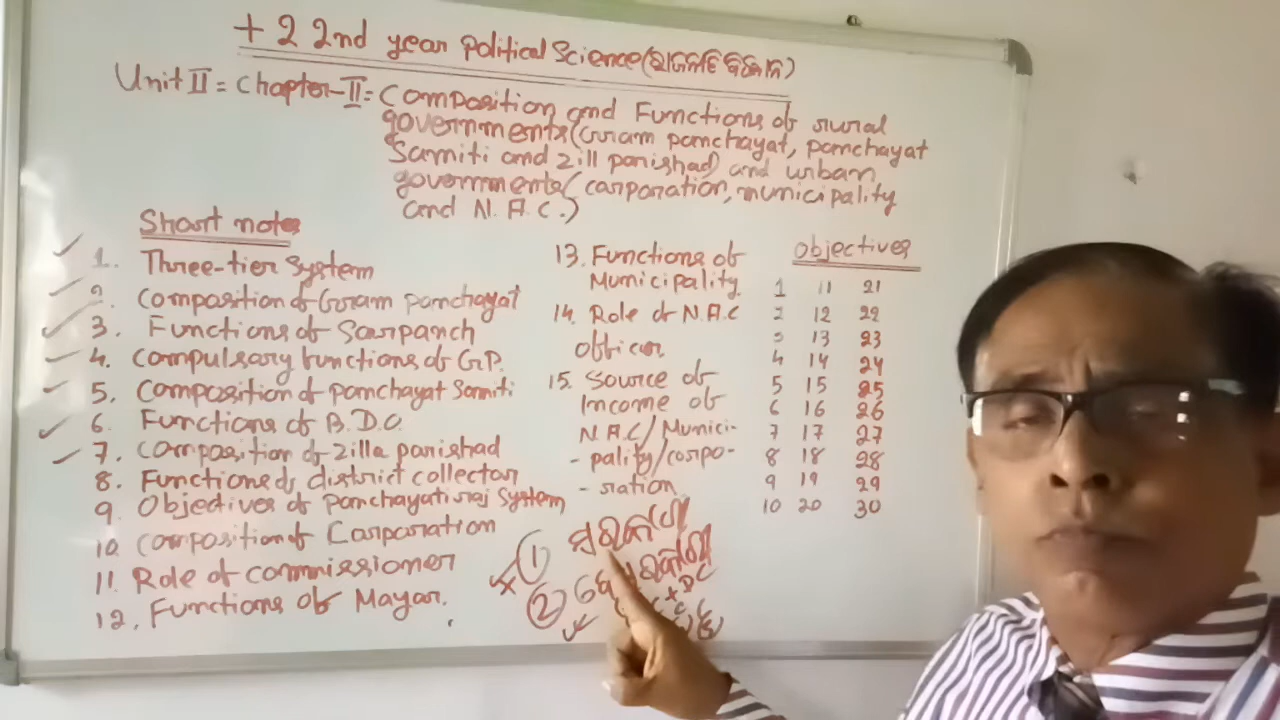 + 2 2nd year Political Science (ରାଜନୀତି ବିଜ୍ଞାନ)
Unit II = Chapter-II = Composition and Functions of rural
governments (Gram panchayat, panchayat
Samiti and Zill parishad) and urban
governments (corporation, municipality
and N.A.C.)
Short notes
1. Three-tier System
2. Composition of Gram panchayat
3. Functions of Sarpanch
4. Compulsory functions of G.P.
5. Composition of Panchayat Samiti
6. Functions of B.D.O.
7. Composition of Zilla parishad
8. Functions of district collector
9. Objectives of Panchayatiraj System
10. Composition of Corporation
11. Role of commissioner
12. Functions of Mayar.
13. Functions of
Municipality
14. Role of N.A.C
officer
15. Source of
Income of
N.A.C/Munici-
- pality/corpo-
- ration
objectives
1 11 21
2 12 22
3 13 23
4 14 24
5 15 25
6 16 26
7 17 27
8 18 28
9 19 29
10 20 30
1
2